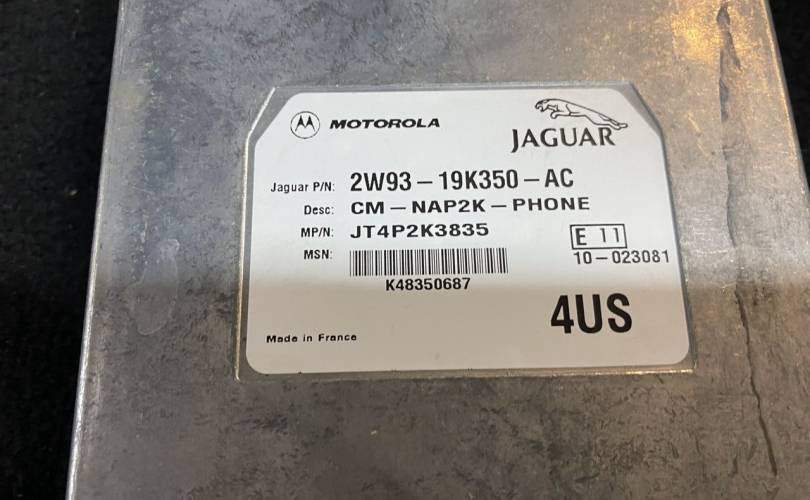 MOTOROLA
JAGUAR
Jaguar P/N: 2W93-19K350-AC
Desc: CM-NAP2K-PHONE
MP/N: JT4P2K3835
E 11
MSN:
10-023081
K48350687
4US
Made in France